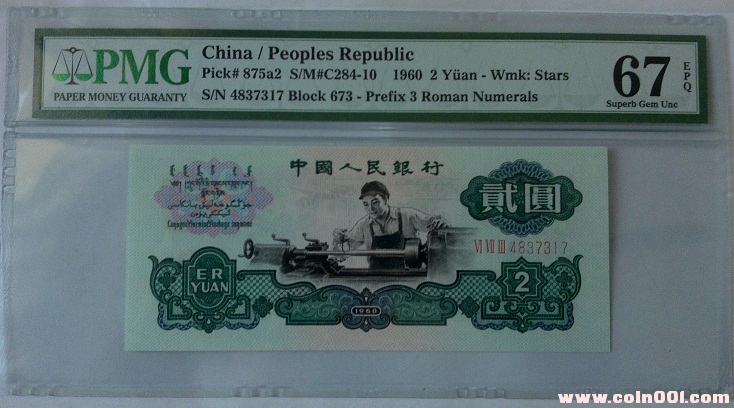 PMG
PAPER MONEY GUARANTY
China / Peoples Republic
Pick# 875a2 S/M#C284-10 1960 2 Yüan - Wmk: Stars
S/N 4837317 Block 673 - Prefix 3 Roman Numerals
67
EPQ
Superb Gem Unc
中國人民銀行
貳圓
VI VII III 4837317
ER
YUAN
2
1960
www.coin001.com